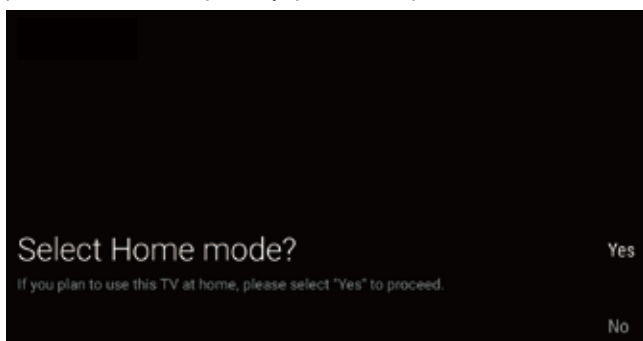 Select Home mode?
Yes
If you plan to use this TV at home, please select "Yes" to proceed.
No